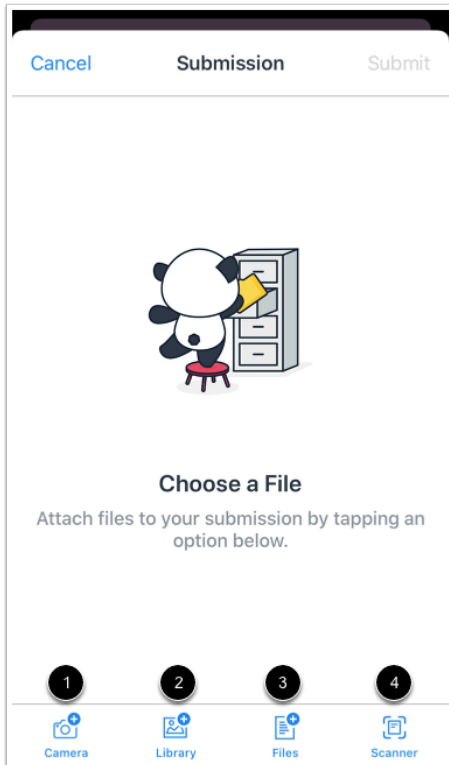 Cancel Submission Submit
Choose a File
Attach files to your submission by tapping an
option below.
1 2 3 4
Camera Library Files Scanner